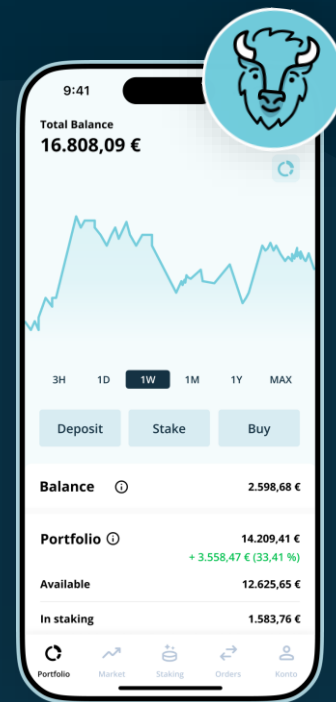 9:41
Total Balance
16.808,09 €
3H 1D 1W 1M 1Y MAX
Deposit Stake Buy
Balance 2.598,68 €
Portfolio 14.209,41 €
+ 3.558,47 € (33,41 %)
Available 12.625,65 €
In staking 1.583,76 €
Portfolio Market Staking Orders Konto